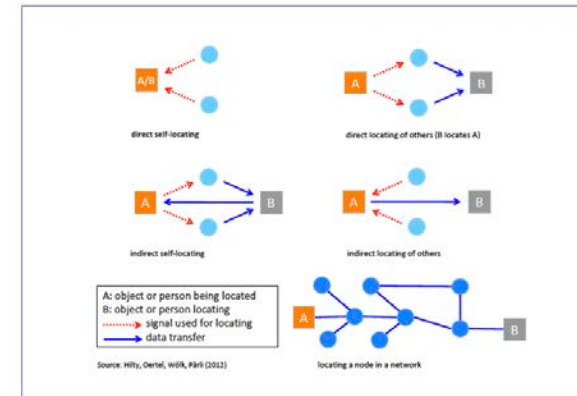 A/B
direct self-locating
A
B
direct locating of others (B locates A)
A
B
indirect self-locating
A
B
indirect locating of others
A: object or person being located
B: object or person locating
signal used for locating
data transfer
Source: Hilty, Oertel, Wölk, Pärli (2012)
A
B
locating a node in a network